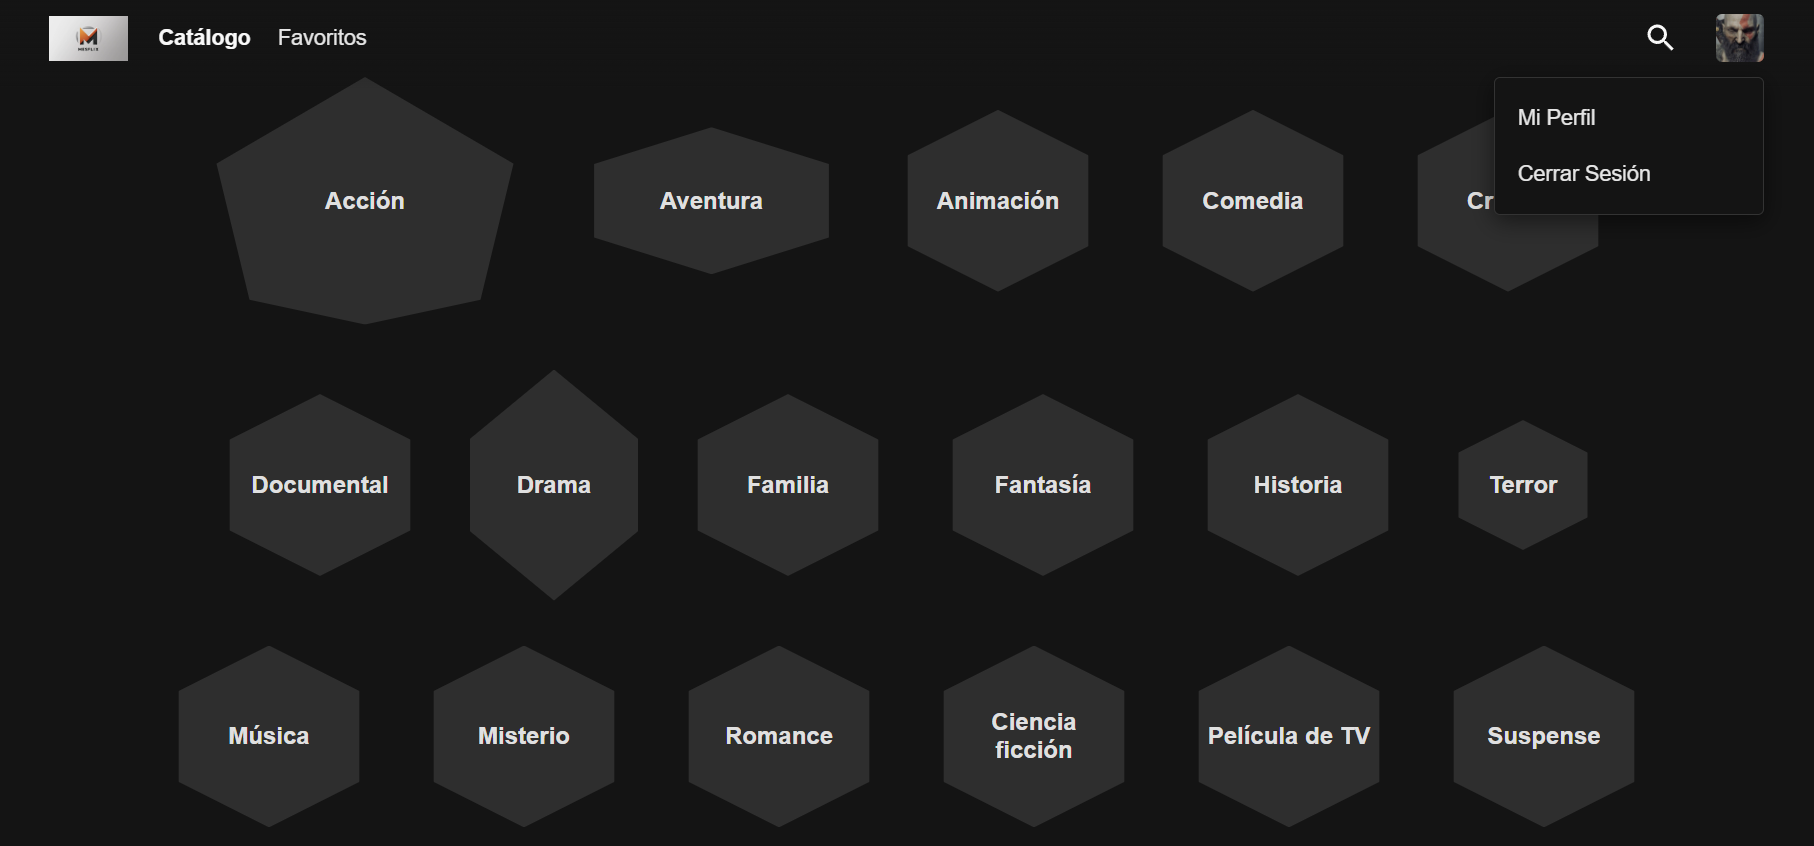 MOSFLIX
Catálogo
Favoritos
Mi Perfil
Cerrar Sesión
Acción
Aventura
Animación
Comedia
Documental
Drama
Familia
Fantasía
Historia
Terror
Música
Misterio
Romance
Ciencia
ficción
Película de TV
Suspense